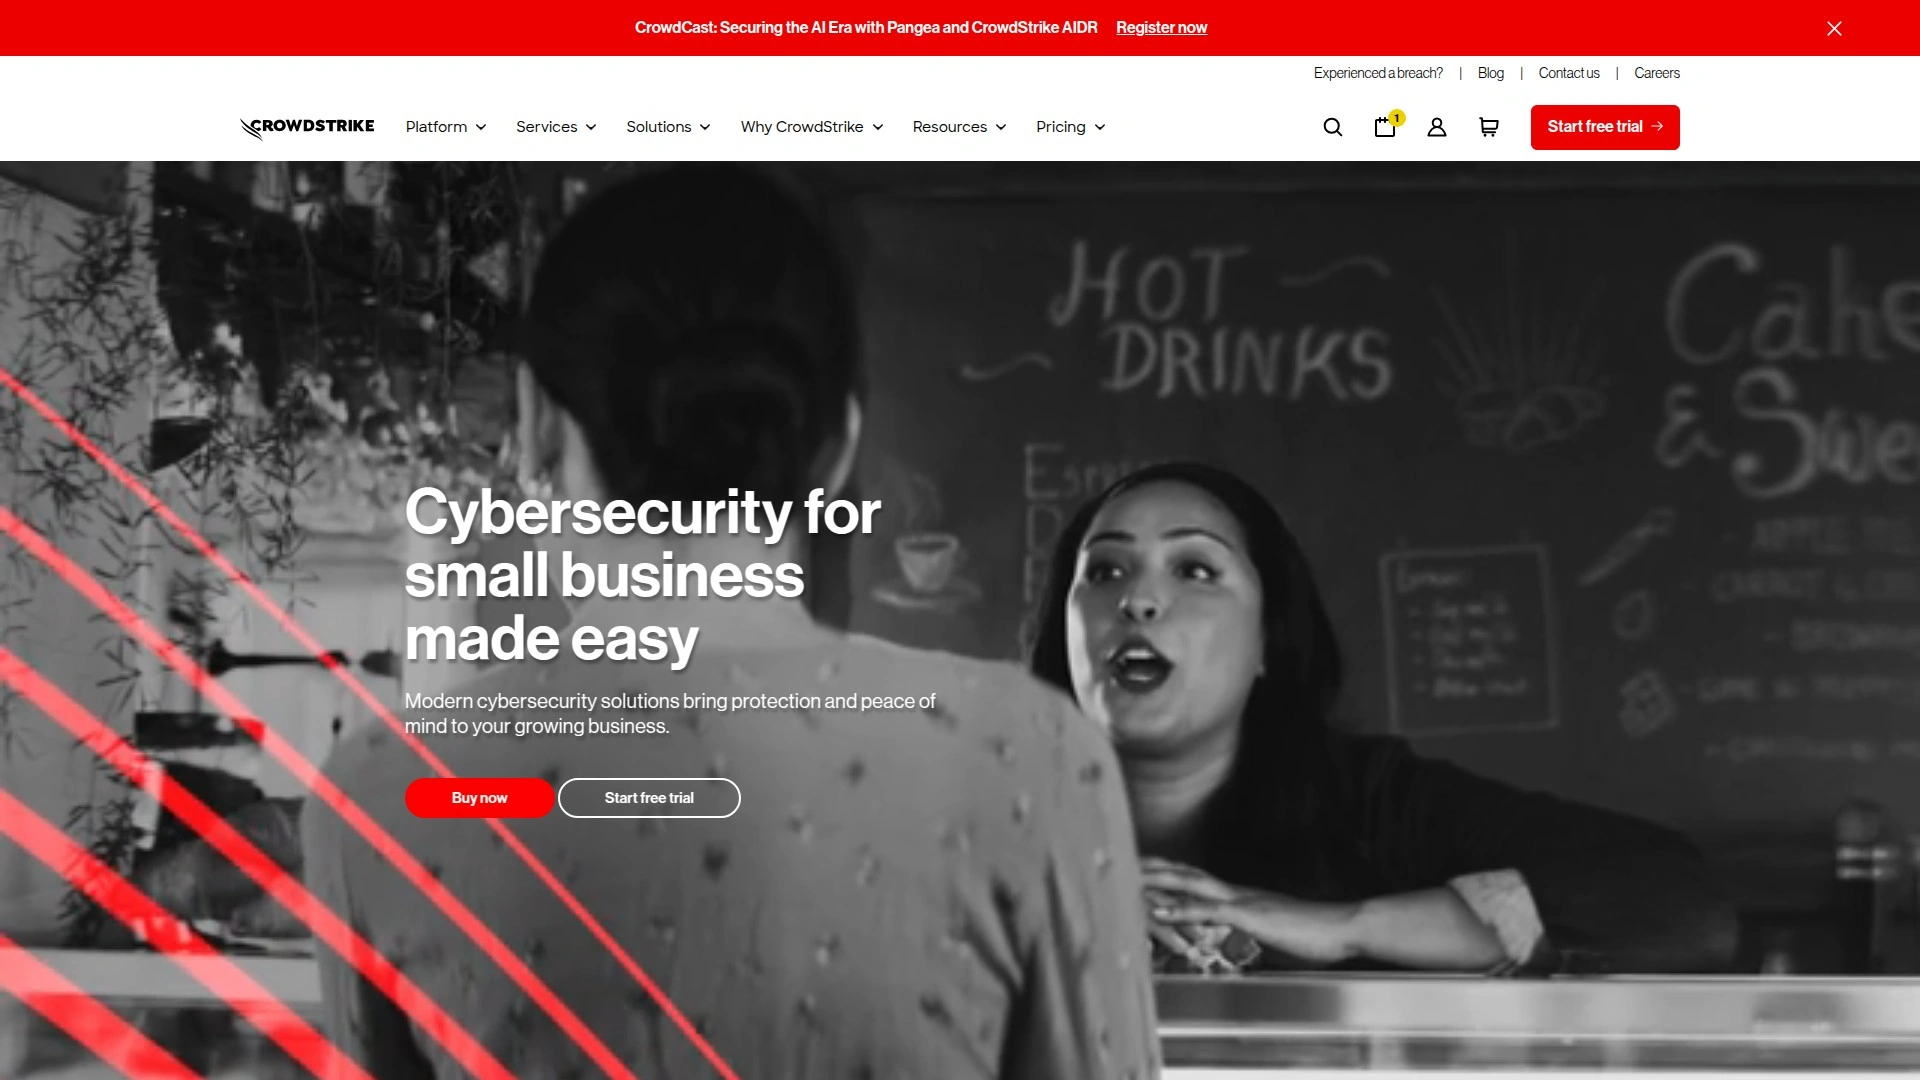 CrowdCast: Securing the AI Era with Pangea and CrowdStrike AIDR Register now
Experienced a breach? | Blog | Contact us | Careers
CROWDSTRIKE Platform Services Solutions Why CrowdStrike Resources Pricing 1 Start free trial
HOT
DRINKS
Cybersecurity for
small business
made easy
Modern cybersecurity solutions bring protection and peace of
mind to your growing business.
Buy now Start free trial